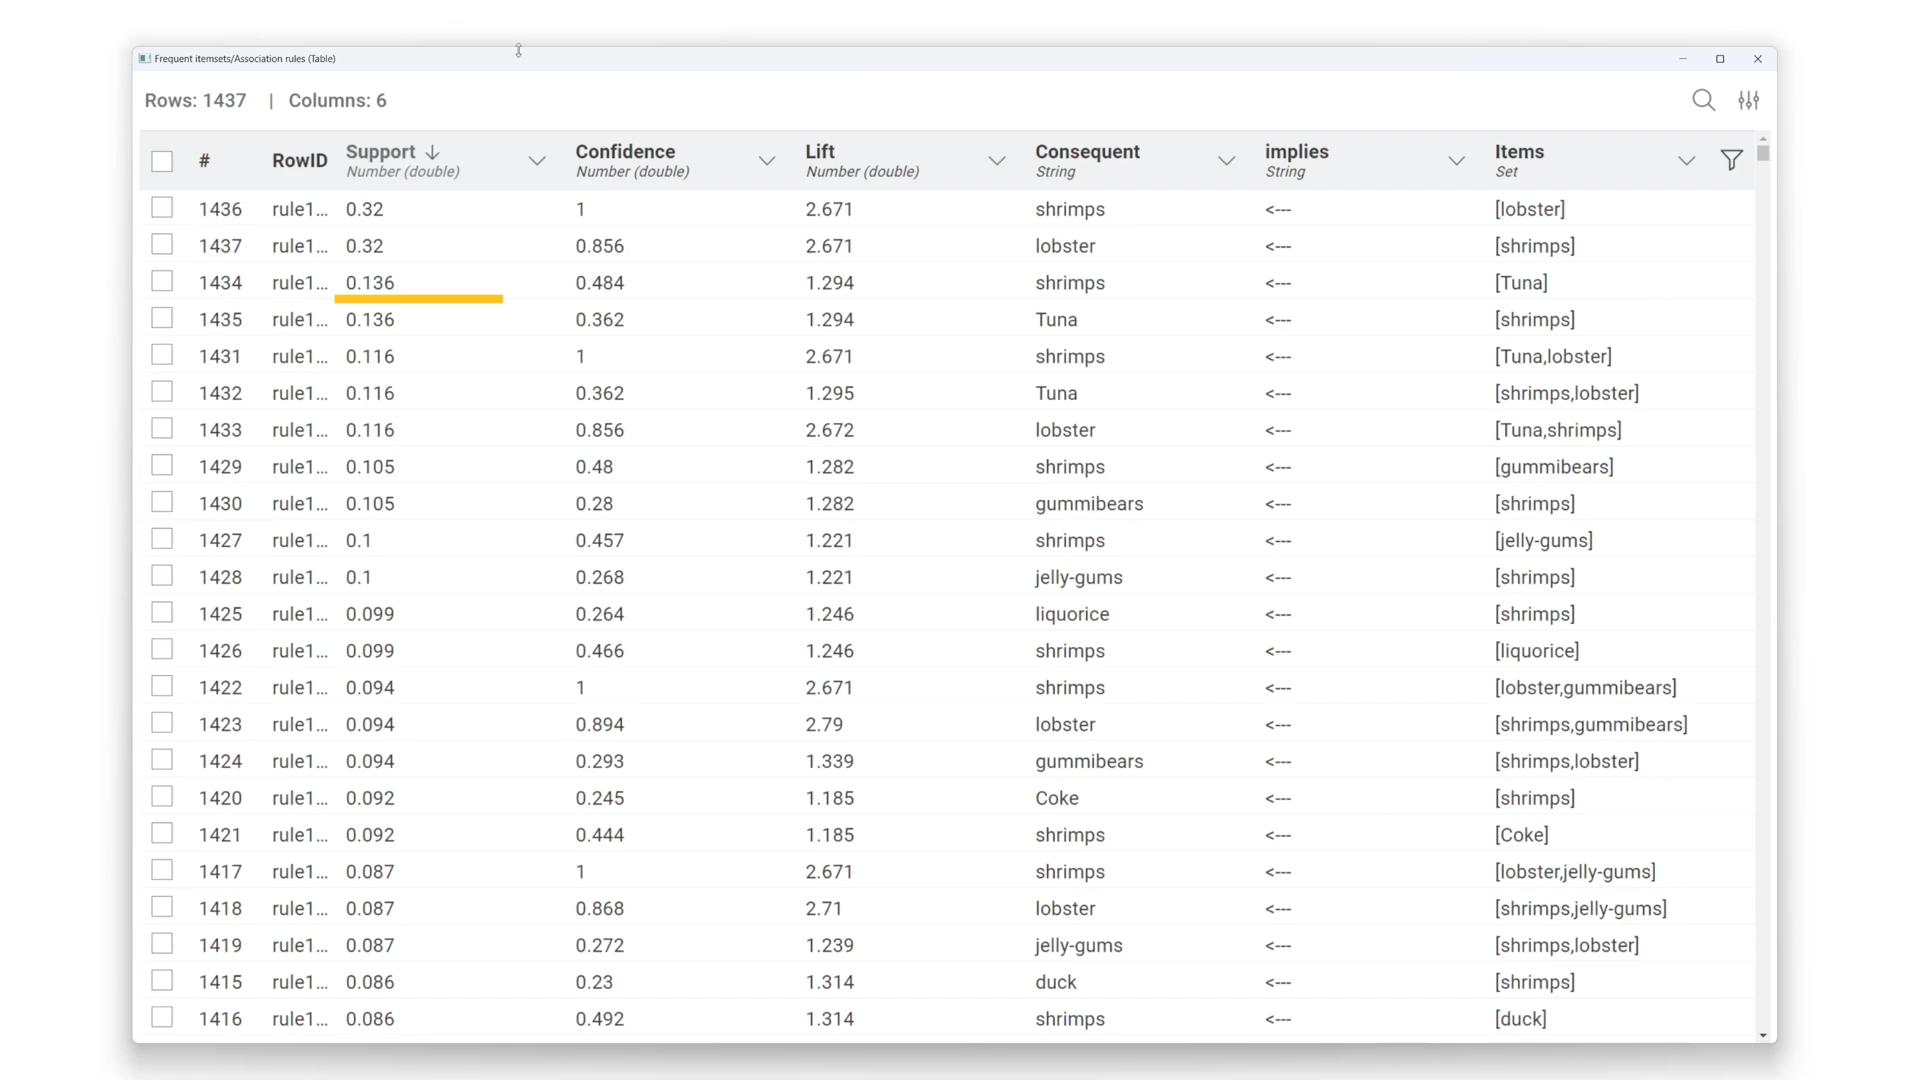 Frequent itemsets/Association rules (Table)
Rows: 1437 | Columns: 6
# RowID Support Confidence Lift Consequent implies Items
Number (double) Number (double) Number (double) String String Set
1436 rule1... 0.32 1 2.671 shrimps <--- [lobster]
1437 rule1... 0.32 0.856 2.671 lobster <--- [shrimps]
1434 rule1... 0.136 0.484 1.294 shrimps <--- [Tuna]
1435 rule1... 0.136 0.362 1.294 Tuna <--- [shrimps]
1431 rule1... 0.116 1 2.671 shrimps <--- [Tuna,lobster]
1432 rule1... 0.116 0.362 1.295 Tuna <--- [shrimps,lobster]
1433 rule1... 0.116 0.856 2.672 lobster <--- [Tuna,shrimps]
1429 rule1... 0.105 0.48 1.282 shrimps <--- [gummibears]
1430 rule1... 0.105 0.28 1.282 gummibears <--- [shrimps]
1427 rule1... 0.1 0.457 1.221 shrimps <--- [jelly-gums]
1428 rule1... 0.1 0.268 1.221 jelly-gums <--- [shrimps]
1425 rule1... 0.099 0.264 1.246 liquorice <--- [shrimps]
1426 rule1... 0.099 0.466 1.246 shrimps <--- [liquorice]
1422 rule1... 0.094 1 2.671 shrimps <--- [lobster,gummibears]
1423 rule1... 0.094 0.894 2.79 lobster <--- [shrimps,gummibears]
1424 rule1... 0.094 0.293 1.339 gummibears <--- [shrimps,lobster]
1420 rule1... 0.092 0.245 1.185 Coke <--- [shrimps]
1421 rule1... 0.092 0.444 1.185 shrimps <--- [Coke]
1417 rule1... 0.087 1 2.671 shrimps <--- [lobster,jelly-gums]
1418 rule1... 0.087 0.868 2.71 lobster <--- [shrimps,jelly-gums]
1419 rule1... 0.087 0.272 1.239 jelly-gums <--- [shrimps,lobster]
1415 rule1... 0.086 0.23 1.314 duck <--- [shrimps]
1416 rule1... 0.086 0.492 1.314 shrimps <--- [duck]